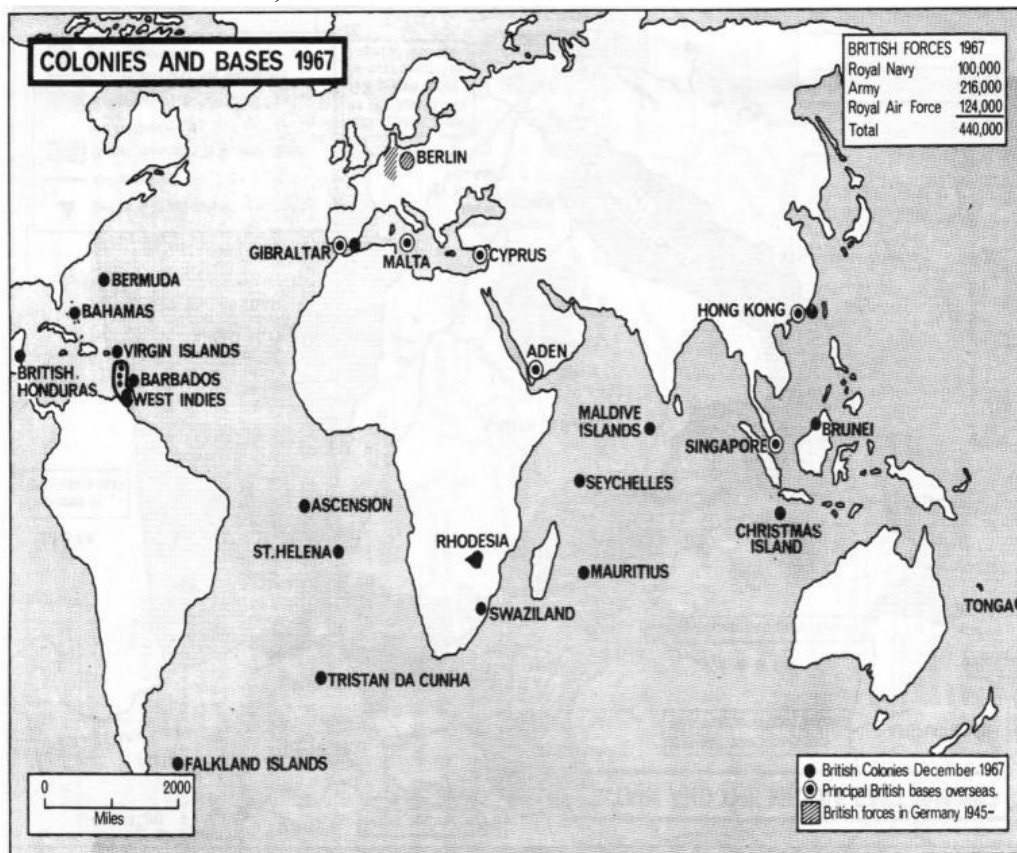 COLONIES AND BASES 1967
BRITISH FORCES 1967
Royal Navy 100,000
Army 216,000
Royal Air Force 124,000
Total 440,000
BERLIN
GIBRALTAR
MALTA
CYPRUS
BERMUDA
BAHAMAS
HONG KONG
VIRGIN ISLANDS
BRITISH
HONDURAS
BARBADOS
WEST INDIES
ADEN
MALDIVE
ISLANDS
SINGAPORE
BRUNEI
SEYCHELLES
ASCENSION
CHRISTMAS
ISLAND
ST.HELENA
RHODESIA
MAURITIUS
SWAZILAND
TONGA
TRISTAN DA CUNHA
FALKLAND ISLANDS
0 2000
Miles
British Colonies December 1967
Principal British bases overseas.
British forces in Germany 1945-